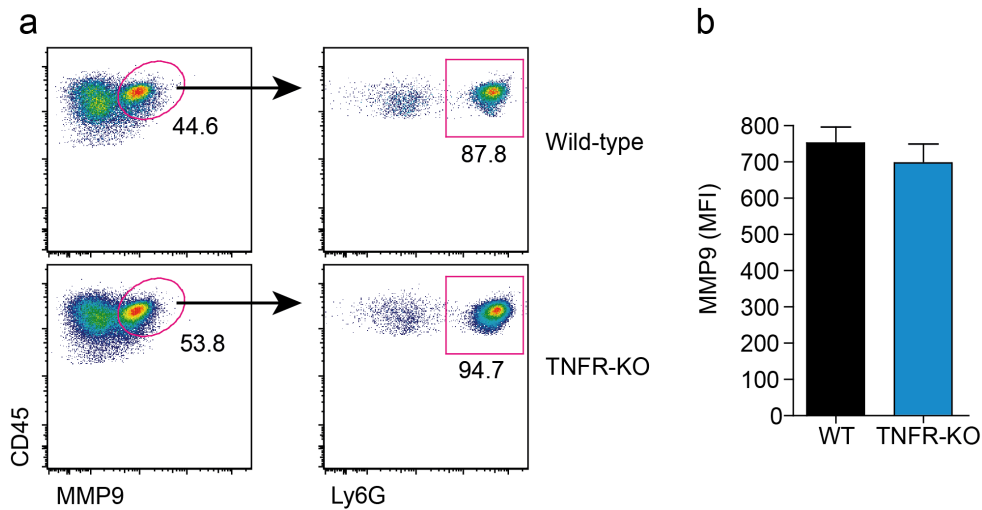 a
b
44.6
87.8
Wild-type
53.8
94.7
TNFR-KO
CD45
MMP9
Ly6G
MMP9 (MFI)
800
700
600
500
400
300
200
100
0
WT
TNFR-KO